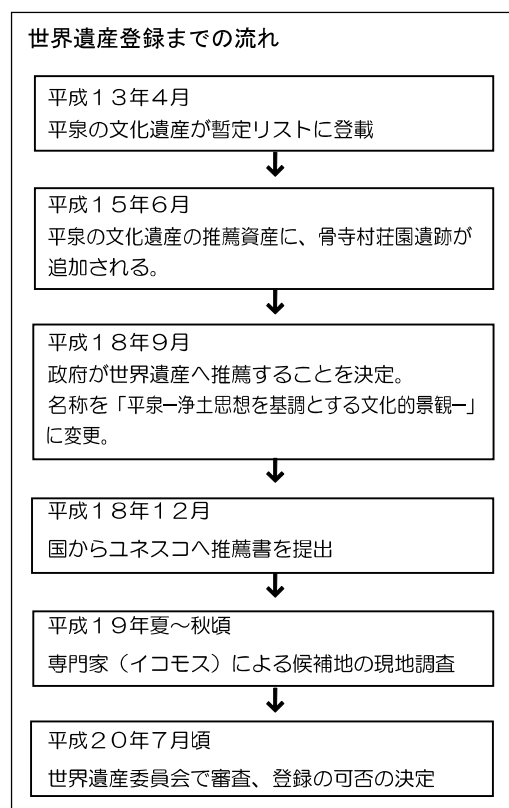 世界遺産登録までの流れ
平成13年4月
平泉の文化遺産が暫定リストに登載
↓
平成15年6月
平泉の文化遺産の推薦資産に、骨寺村荘園遺跡が
追加される。
↓
平成18年9月
政府が世界遺産へ推薦することを決定。
名称を「平泉ー浄土思想を基調とする文化的景観ー」
に変更。
↓
平成18年12月
国からユネスコへ推薦書を提出
↓
平成19年夏~秋頃
専門家(イコモス)による候補地の現地調査
↓
平成20年7月頃
世界遺産委員会で審査、登録の可否の決定